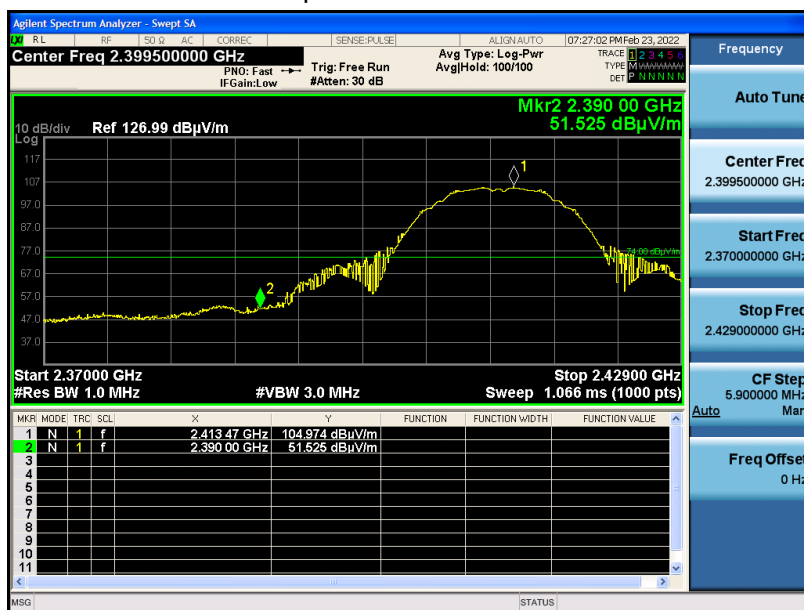 Agilent Spectrum Analyzer - Swept SA
LXI RL RF 50 Ω AC CORREC SENSE:PULSE ALIGN AUTO 07:27:02 PM Feb 23, 2022
Center Freq 2.399500000 GHz
PNO: Fast
IFGain:Low
Trig: Free Run
#Atten: 30 dB
Avg Type: Log-Pwr
Avg|Hold: 100/100
TRACE 1 2 3 4 5 6
TYPE M WWWWW
DET P N N N N N
Mkr2 2.390 00 GHz
51.525 dBµV/m
10 dB/div Ref 126.99 dBµV/m
Log
117
107
97.0
87.0
77.0
67.0
57.0
47.0
37.0
1
2
74.00 dBµV/m
Start 2.37000 GHz Stop 2.42900 GHz
#Res BW 1.0 MHz #VBW 3.0 MHz Sweep 1.066 ms (1000 pts)
MKR MODE TRC SCL X Y FUNCTION FUNCTION WIDTH FUNCTION VALUE
1 N 1 f 2.413 47 GHz 104.974 dBµV/m
2 N 1 f 2.390 00 GHz 51.525 dBµV/m
3
4
5
6
7
8
9
10
11
MSG STATUS
Frequency
Auto Tune
Center Freq
2.399500000 GHz
Start Freq
2.370000000 GHz
Stop Freq
2.429000000 GHz
CF Step
5.900000 MHz
Auto Man
Freq Offset
0 Hz